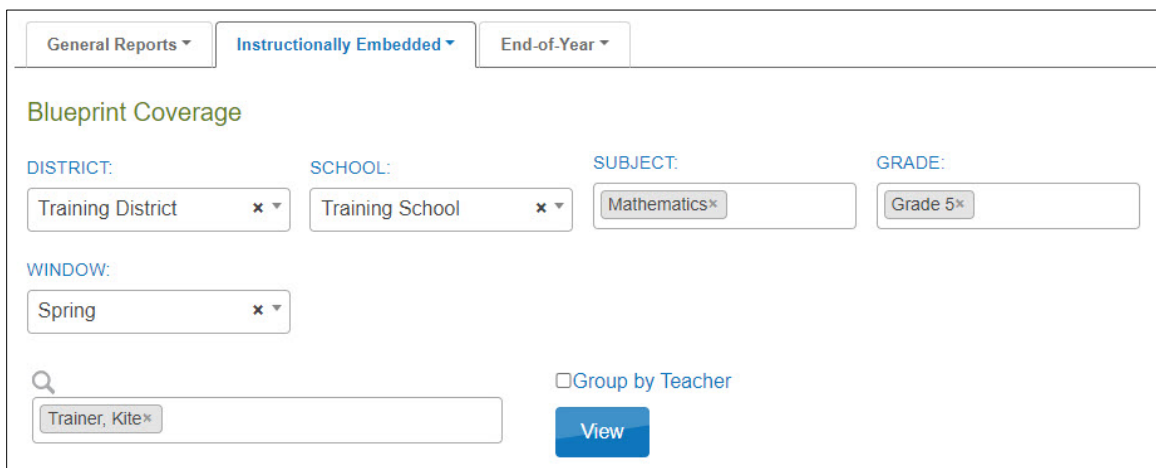 General Reports Instructionally Embedded End-of-Year
Blueprint Coverage
DISTRICT: SCHOOL: SUBJECT: GRADE:
Training District × Training School × Mathematics× Grade 5×
WINDOW:
Spring ×
Group by Teacher
Trainer, Kite×
View